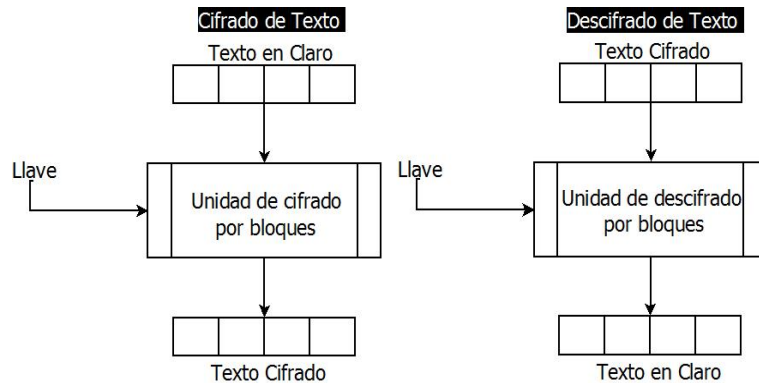 Cifrado de Texto
Texto en Claro
Llave
Unidad de cifrado
por bloques
Texto Cifrado
Descifrado de Texto
Texto Cifrado
Llave
Unidad de descifrado
por bloques
Texto en Claro